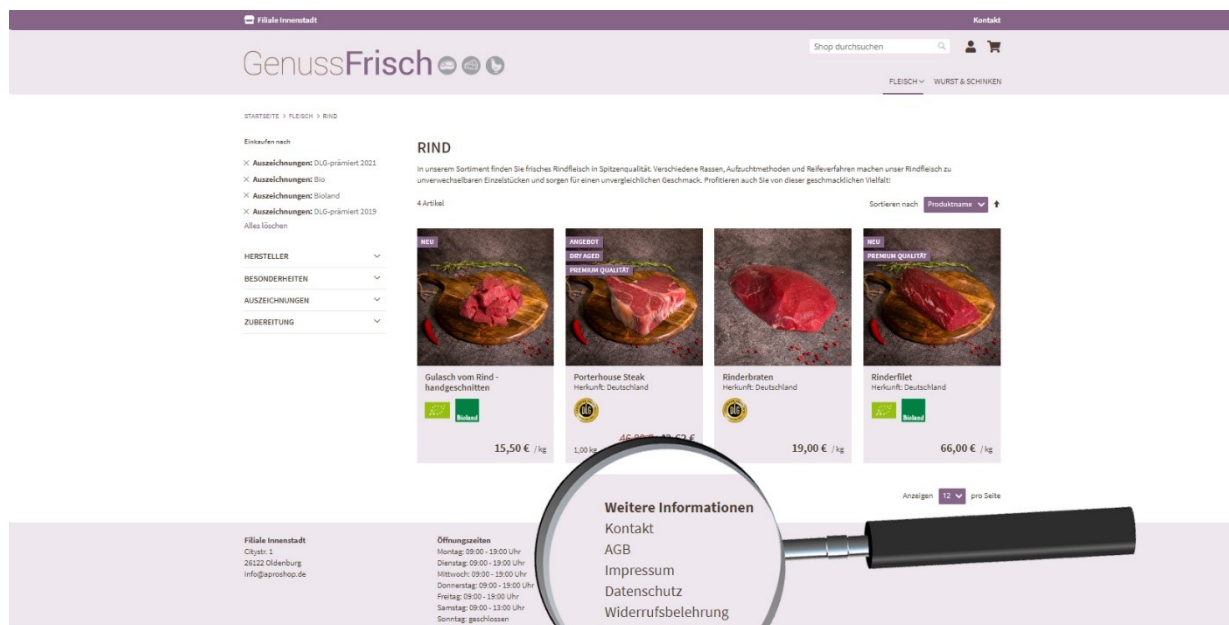 Filiale Innenstadt
Kontakt
GenussFrisch
Shop durchsuchen
FLEISCH
WURST & SCHINKEN
STARTSEITE > FLEISCH > RIND
Einkaufen nach
× Auszeichnungen: DLG-prämiert 2021
× Auszeichnungen: Bio
× Auszeichnungen: Bioland
× Auszeichnungen: DLG-prämiert 2019
Alles löschen
HERSTELLER
BESONDERHEITEN
AUSZEICHNUNGEN
ZUBEREITUNG
RIND
In unserem Sortiment finden Sie frisches Rindfleisch in Spitzenqualität. Verschiedene Rassen, Aufzuchtmethoden und Reifeverfahren machen unser Rindfleisch zu
unverwechselbaren Einzelstücken und sorgen für einen unvergleichlichen Geschmack. Profitieren auch Sie von dieser geschmacklichen Vielfalt!
4 Artikel
Sortieren nach Produktname
NEU
Gulasch vom Rind -
handgeschnitten
Bioland
15,50 € / kg
ANGEBOT
DRY AGED
PREMIUM QUALITÄT
Porterhouse Steak
Herkunft: Deutschland
DLG
1,00 kg
Rinderbraten
Herkunft: Deutschland
DLG
19,00 € / kg
NEU
PREMIUM QUALITÄT
Rinderfilet
Herkunft: Deutschland
Bioland
66,00 € / kg
Anzeigen 12 pro Seite
Filiale Innenstadt
Citystr. 1
26122 Oldenburg
info@aproshop.de
Öffnungszeiten
Montag: 09:00 - 19:00 Uhr
Dienstag: 09:00 - 19:00 Uhr
Mittwoch: 09:00 - 19:00 Uhr
Donnerstag: 09:00 - 19:00 Uhr
Freitag: 09:00 - 19:00 Uhr
Samstag: 09:00 - 13:00 Uhr
Sonntag: geschlossen
Weitere Informationen
Kontakt
AGB
Impressum
Datenschutz
Widerrufsbelehrung